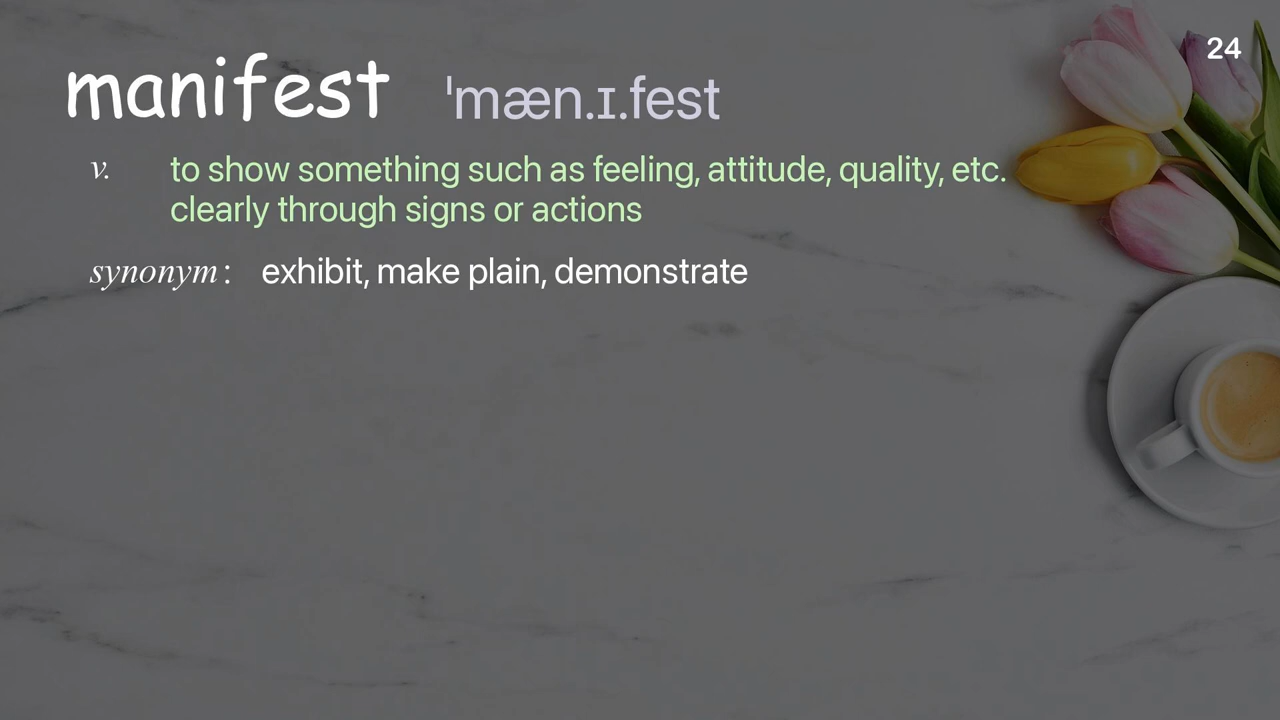 24
manifest ˈmæn.ɪ.fest
v. to show something such as feeling, attitude, quality, etc.
clearly through signs or actions
synonym: exhibit, make plain, demonstrate